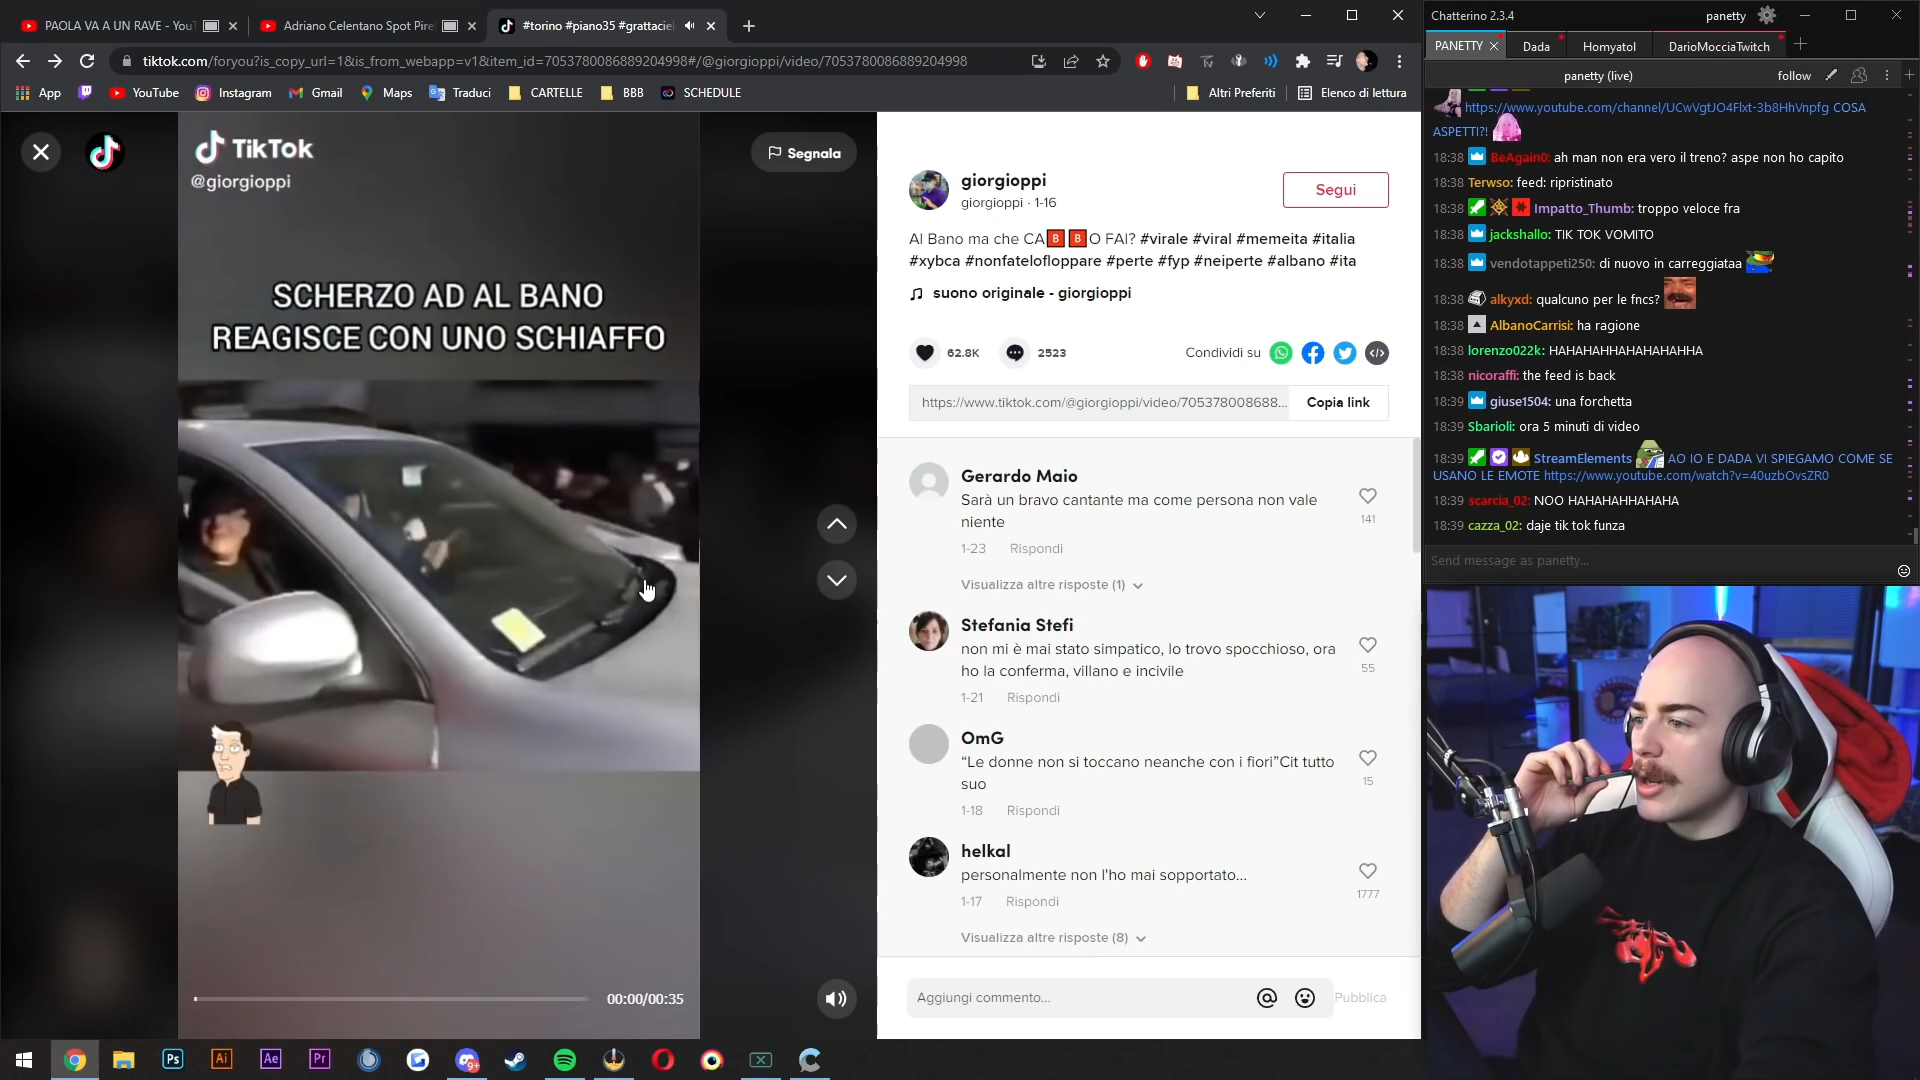 PAOLA VA A UN RAVE - YouT
Adriano Celentano Spot Pire
#torino #piano35 #grattaciel
tiktok.com/foryou?is_copy_url=1&is_from_webapp=v1&item_id=7053780086889204998#/@giorgioppi/video/7053780086889204998
App
YouTube
Instagram
Gmail
Maps
Traduci
CARTELLE
BBB
SCHEDULE
Altri Preferiti
Elenco di lettura
TikTok
@giorgioppi
Segnala
SCHERZO AD AL BANO
REAGISCE CON UNO SCHIAFFO
00:00/00:35
giorgioppi
giorgioppi · 1-16
Segui
Al Bano ma che CA🅱🅱O FAI? #virale #viral #memeita #italia
#xybca #nonfatelofloppare #perte #fyp #neiperte #albano #ita
suono originale - giorgioppi
62.8K
2523
Condividi su
https://www.tiktok.com/@giorgioppi/video/705378008688...
Copia link
Gerardo Maio
Sarà un bravo cantante ma come persona non vale
niente
141
1-23 Rispondi
Visualizza altre risposte (1)
Stefania Stefi
non mi è mai stato simpatico, lo trovo spocchioso, ora
ho la conferma, villano e incivile
55
1-21 Rispondi
OmG
“Le donne non si toccano neanche con i fiori”Cit tutto
suo
15
1-18 Rispondi
helkal
personalmente non l'ho mai sopportato...
1777
1-17 Rispondi
Visualizza altre risposte (8)
Aggiungi commento...
Pubblica
Chatterino 2.3.4
panetty
PANETTY
Dada
Homyatol
DarioMocciaTwitch
panetty (live)
follow
https://www.youtube.com/channel/UCwVgtJO4Flxt-3b8HhVnpfg COSA
ASPETTI?!
18:38 BeAgain0: ah man non era vero il treno? aspe non ho capito
18:38 Terwso: feed: ripristinato
18:38 Impatto_Thumb: troppo veloce fra
18:38 jackshallo: TIK TOK VOMITO
18:38 vendotappeti250: di nuovo in carreggiataa
18:38 alkyxd: qualcuno per le fncs?
18:38 AlbanoCarrisi: ha ragione
18:38 lorenzo022k: HAHAHAHHAHAHAHAHHA
18:38 nicoraffi: the feed is back
18:39 giuse1504: una forchetta
18:39 Sbarioli: ora 5 minuti di video
18:39 StreamElements AO IO E DADA VI SPIEGAMO COME SE
USANO LE EMOTE https://www.youtube.com/watch?v=40uzbOvsZR0
18:39 scarcia_02: NOO HAHAHAHHAHAHA
18:39 cazza_02: daje tik tok funza
Send message as panetty...
Ps
Ai
Ae
Pr
9+